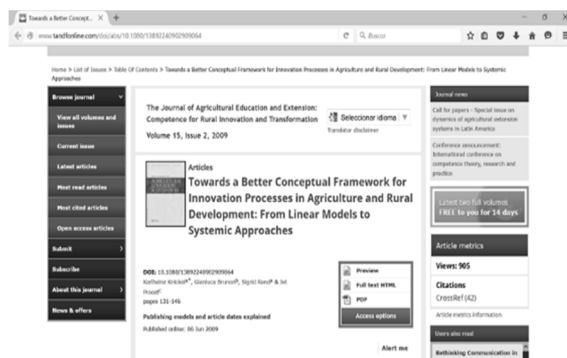 Towards a Better Concept...
www.tandfonline.com/doi/abs/10.1080/13892240902909064
Buscar
Home > List of Issues > Table Of Contents > Towards a Better Conceptual Framework for Innovation Processes in Agriculture and Rural Development: From Linear Models to Systemic
Approaches
Browse journal
View all volumes and
issues
Current issue
Latest articles
Most read articles
Most cited articles
Open access articles
Submit
Subscribe
About this journal
News & offers
The Journal of Agricultural Education and Extension:
Competence for Rural Innovation and Transformation
Volume 15, Issue 2, 2009
Seleccionar idioma
Translator disclaimer
Articles
Towards a Better Conceptual Framework for
Innovation Processes in Agriculture and Rural
Development: From Linear Models to
Systemic Approaches
DOI: 10.1080/13892240902909064
pages 131-146
Publishing models and article dates explained
Published online: 05 Jun 2009
Preview
Full text HTML
PDF
Access options
Alert me
Journal news
Call for papers - Special issue on
dynamics of agricultural extension
systems in Latin America
Conference announcement:
International conference on
competence theory, research and
practice
Latest two full volumes
FREE to you for 14 days
Article metrics
Views: 905
Citations
CrossRef (42)
Article metrics information
Users also read
Rethinking Communication in